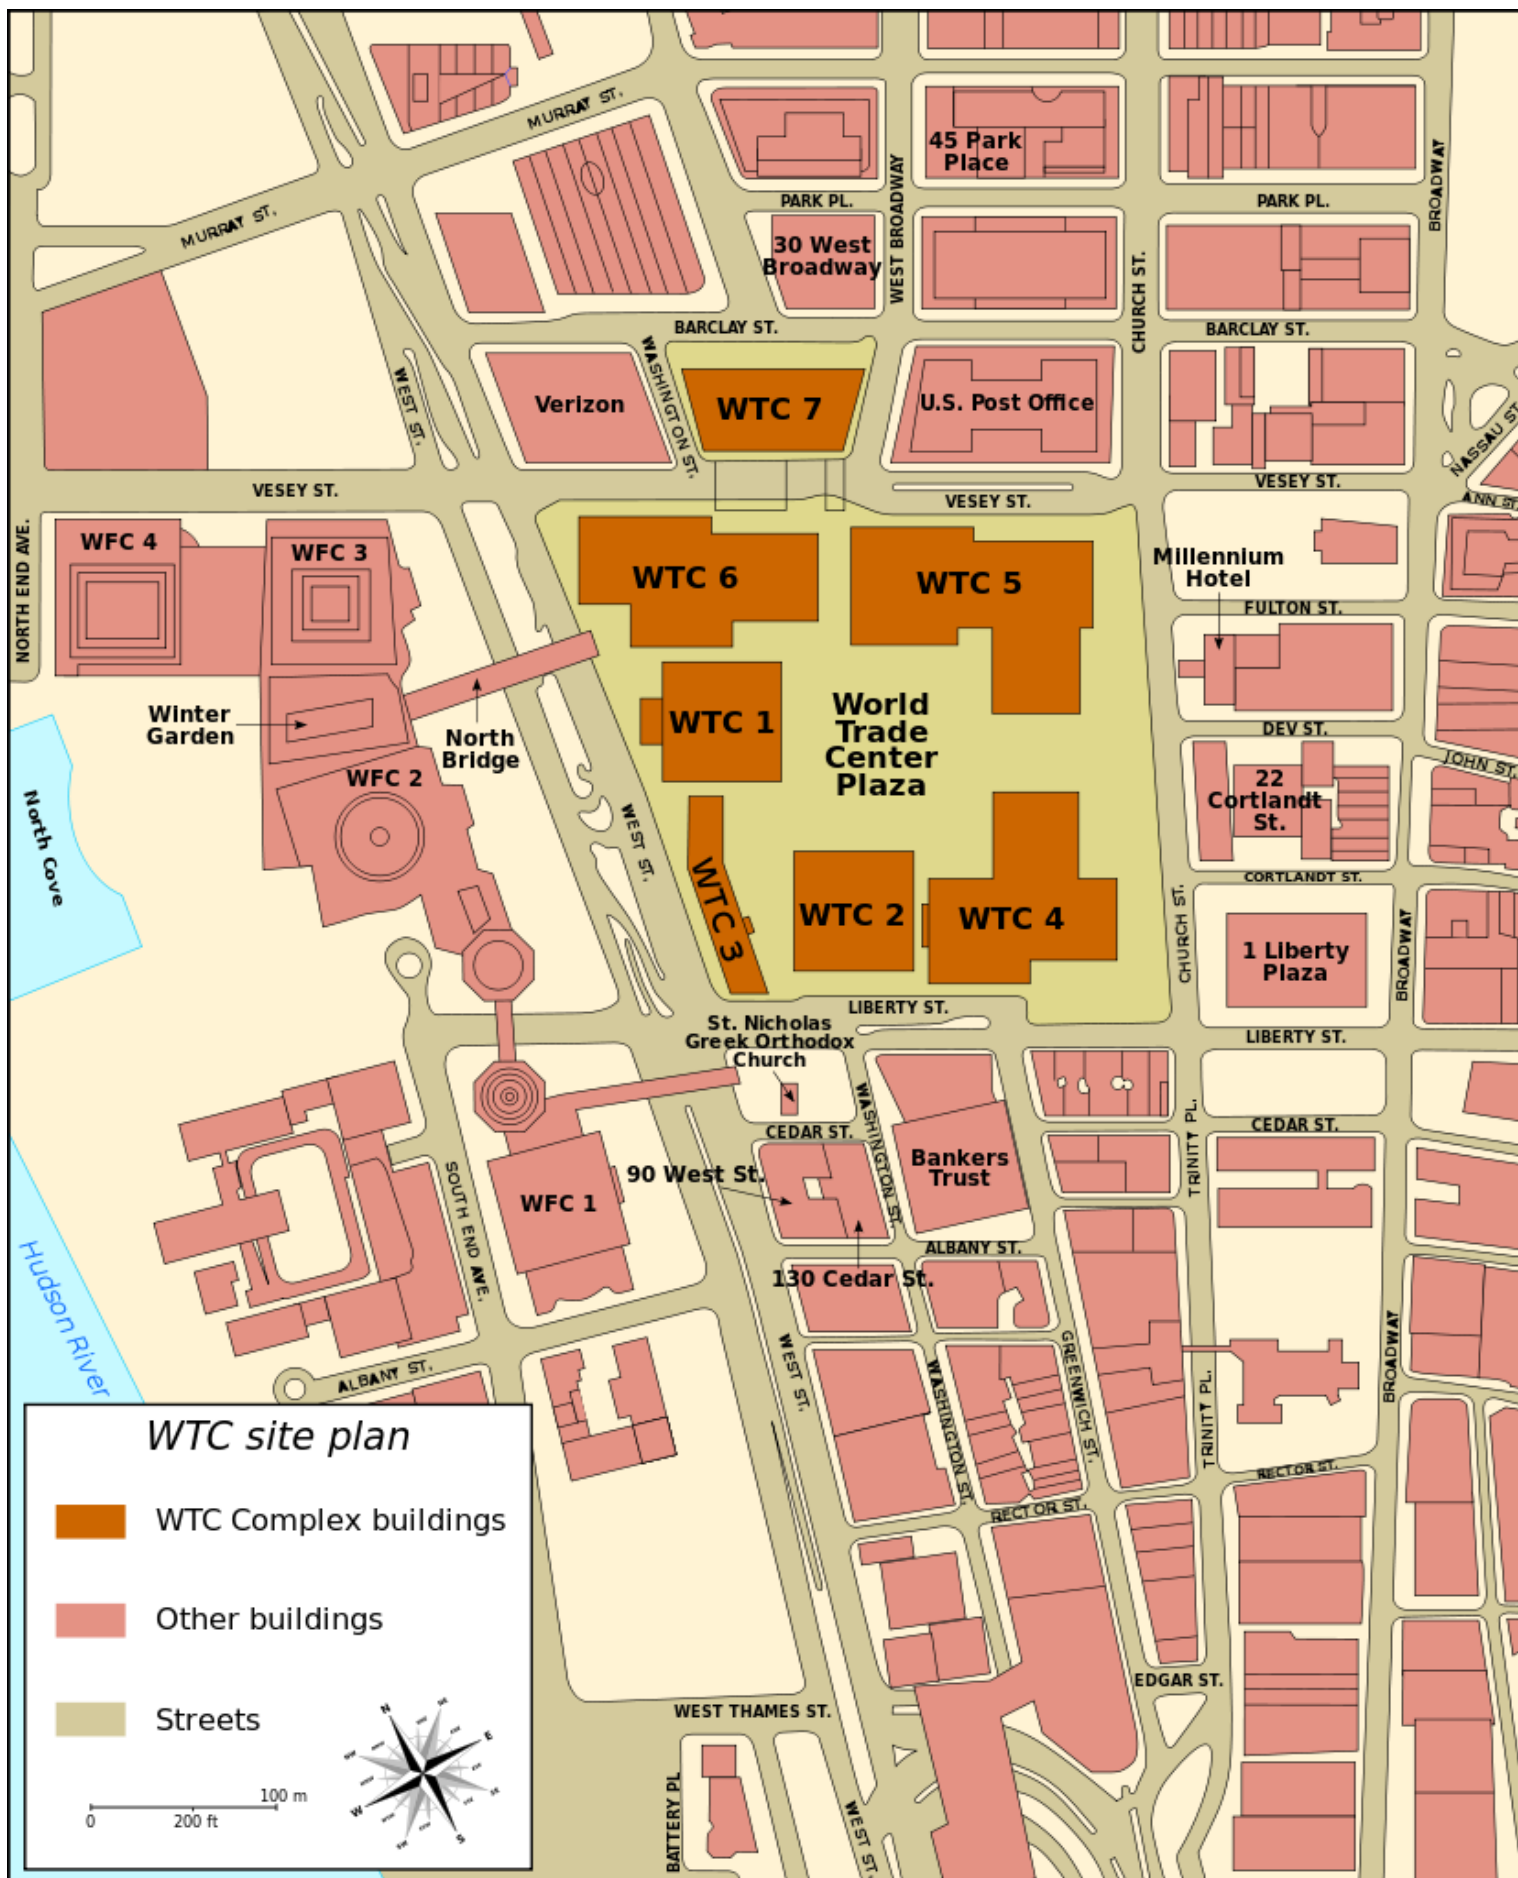 MURRAY ST.
45 Park
Place
WEST BROADWAY
BROADWAY
PARK PL.
PARK PL.
MURRAY ST.
30 West
Broadway
CHURCH ST.
BARCLAY ST.
BARCLAY ST.
WASHINGTON ST.
WEST ST.
Verizon
WTC 7
U.S. Post Office
NASSAU ST
VESEY ST.
VESEY ST.
VESEY ST.
ANN ST
NORTH END AVE.
WFC 4
WFC 3
WTC 6
WTC 5
Millennium
Hotel
FULTON ST.
Winter
Garden
North
Bridge
WTC 1
World
Trade
Center
Plaza
DEV ST.
JOHN ST.
WFC 2
22
Cortlandt
St.
North Cove
WEST ST.
CORTLANDT ST.
WTC 3
WTC 2
WTC 4
CHURCH ST.
1 Liberty
Plaza
BROADWAY
LIBERTY ST.
St. Nicholas
Greek Orthodox
Church
LIBERTY ST.
WASHINGTON ST.
CEDAR ST.
CEDAR ST.
TRINITY PL.
90 West St.
Bankers
Trust
SOUTH END AVE.
WFC 1
ALBANY ST.
130 Cedar St.
Hudson River
WEST ST.
WASHINGTON ST.
GREENWICH ST.
TRINITY PL.
BROADWAY
ALBANY ST.
RECTOR ST.
RECTOR ST.
EDGAR ST.
WEST THAMES ST.
BATTERY PL
WEST ST.
WTC site plan
WTC Complex buildings
Other buildings
Streets
100 m
0
200 ft
N
E
S
W